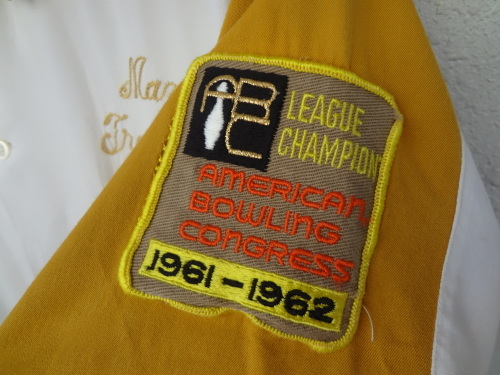 ABC
LEAGUE
CHAMPION
AMERICAN
BOWLING
CONGRESS
1961-1962